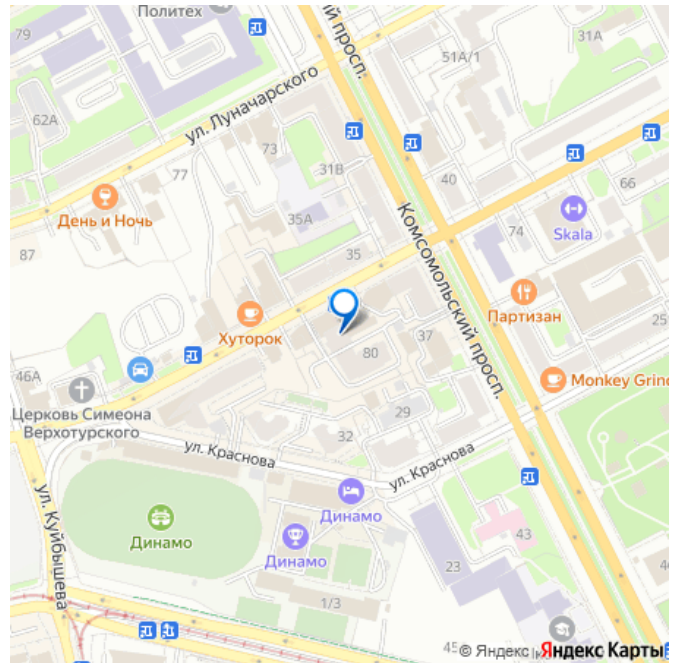 Политех
79
просп.
31А
51А/1
62А
ул. Луначарского
73
77
31В
40
66
День и Ночь
35А
Комсомольский просп.
74
Skala
87
35
Хуторок
Партизан
37
25
80
46А
Monkey Grind
Церковь Симеона
Верхотурского
29
32
ул. Краснова
ул. Краснова
ул. Куйбышева
Динамо
Динамо
Динамо
43
23
1/3
45
© Яндекс
Яндекс Карты